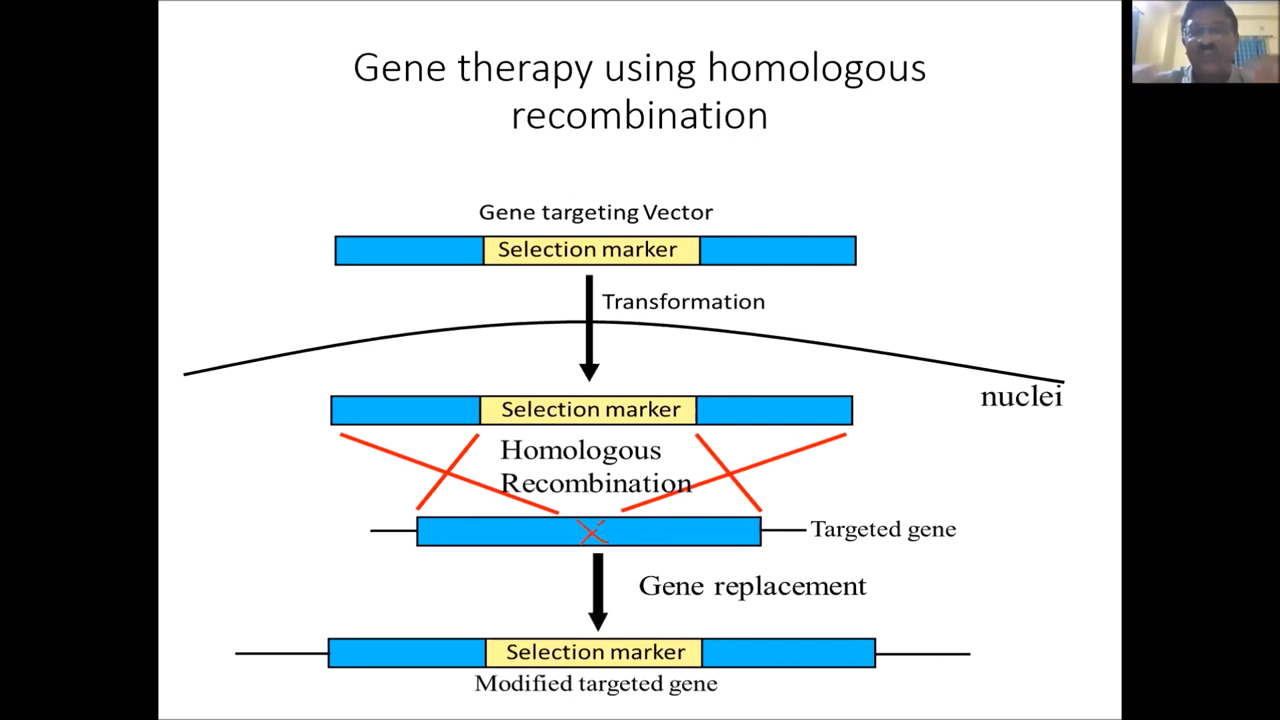 Gene therapy using homologous
recombination
Gene targeting Vector
Selection marker
Transformation
nuclei
Selection marker
Homologous
Recombination
Targeted gene
Gene replacement
Selection marker
Modified targeted gene